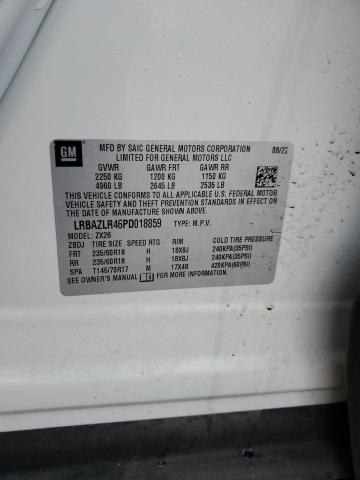 GM
MFD BY SAIC GENERAL MOTORS CORPORATION 08/22
LIMITED FOR GENERAL MOTORS LLC
GVWR GAWR FRT GAWR RR
2250 KG 1200 KG 1150 KG
4960 LB 2645 LB 2535 LB
THIS VEHICLE CONFORMS TO ALL APPLICABLE U.S. FEDERAL MOTOR
VEHICLE SAFETY AND THEFT PREVENTION STANDARDS IN EFFECT
ON THE DATE OF MANUFACTURE SHOWN ABOVE.
LRBAZLR46PD018859 TYPE: M.P.V.
MODEL: ZX26
ZBDJ TIRE SIZE SPEED RTG RIM COLD TIRE PRESSURE
FRT 235/60R18 H 18X8J 240KPA(35PSI)
RR 235/60R18 H 18X8J 240KPA(35PSI)
SPA T145/70R17 M 17X4B 420KPA(60PSI)
SEE OWNER'S MANUAL FOR MORE INFORMATION.